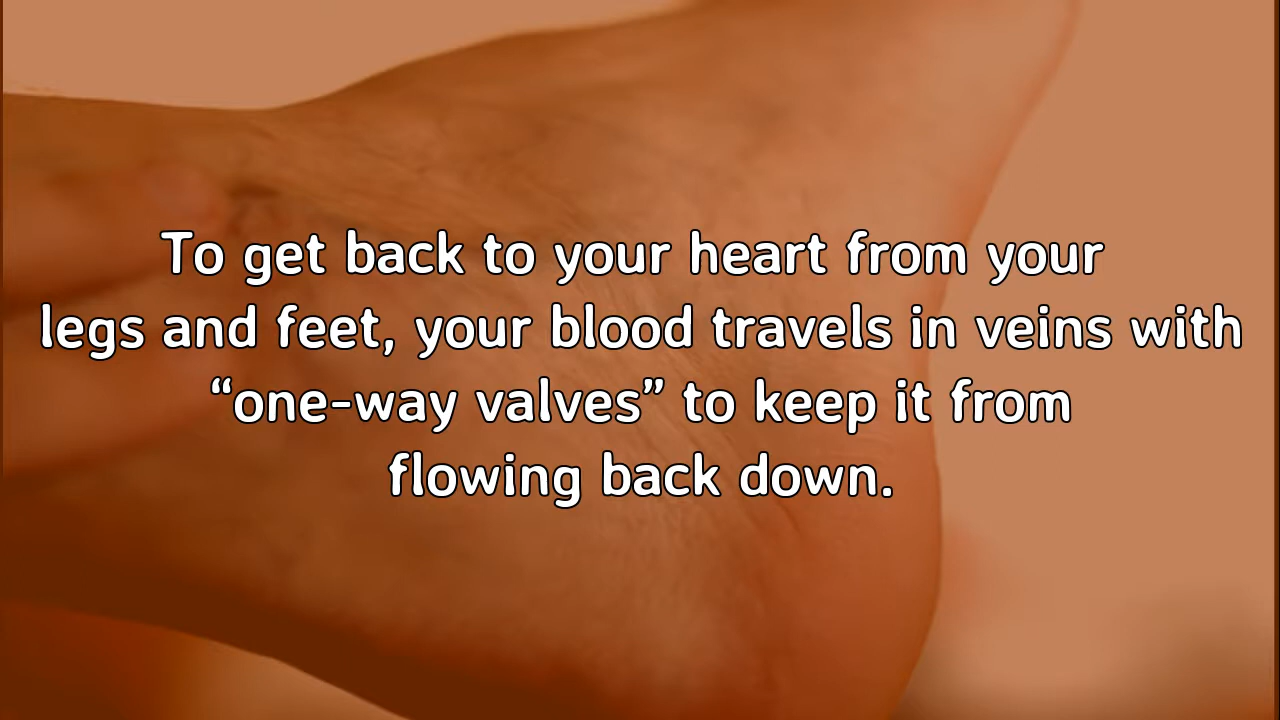 To get back to your heart from your
legs and feet, your blood travels in veins with
“one-way valves” to keep it from
flowing back down.